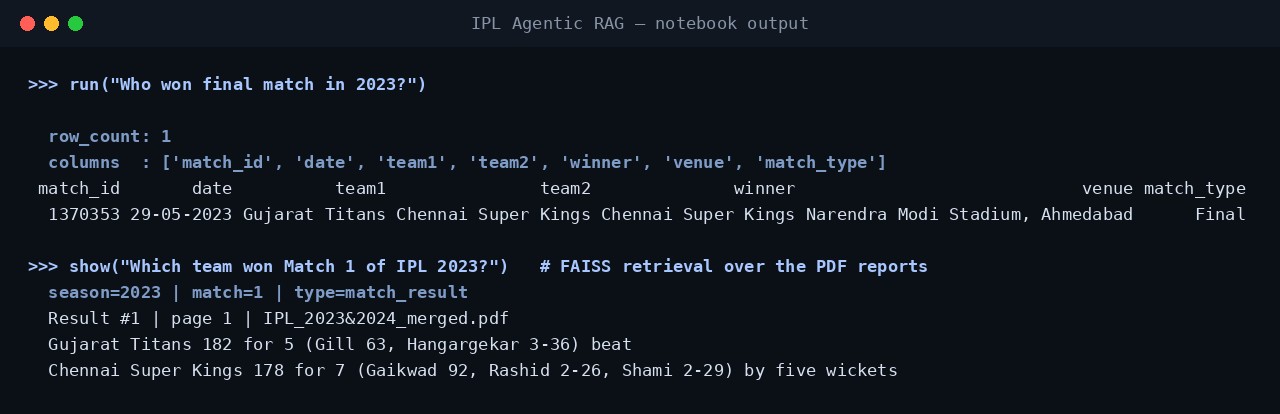 IPL Agentic RAG — notebook output
>>> run("Who won final match in 2023?")
row_count: 1
columns  : ['match_id', 'date', 'team1', 'team2', 'winner', 'venue', 'match_type']
match_id       date          team1               team2              winner                            venue match_type
1370353 29-05-2023 Gujarat Titans Chennai Super Kings Chennai Super Kings Narendra Modi Stadium, Ahmedabad      Final
>>> show("Which team won Match 1 of IPL 2023?")   # FAISS retrieval over the PDF reports
season=2023 | match=1 | type=match_result
Result #1 | page 1 | IPL_2023&2024_merged.pdf
Gujarat Titans 182 for 5 (Gill 63, Hangargekar 3-36) beat
Chennai Super Kings 178 for 7 (Gaikwad 92, Rashid 2-26, Shami 2-29) by five wickets